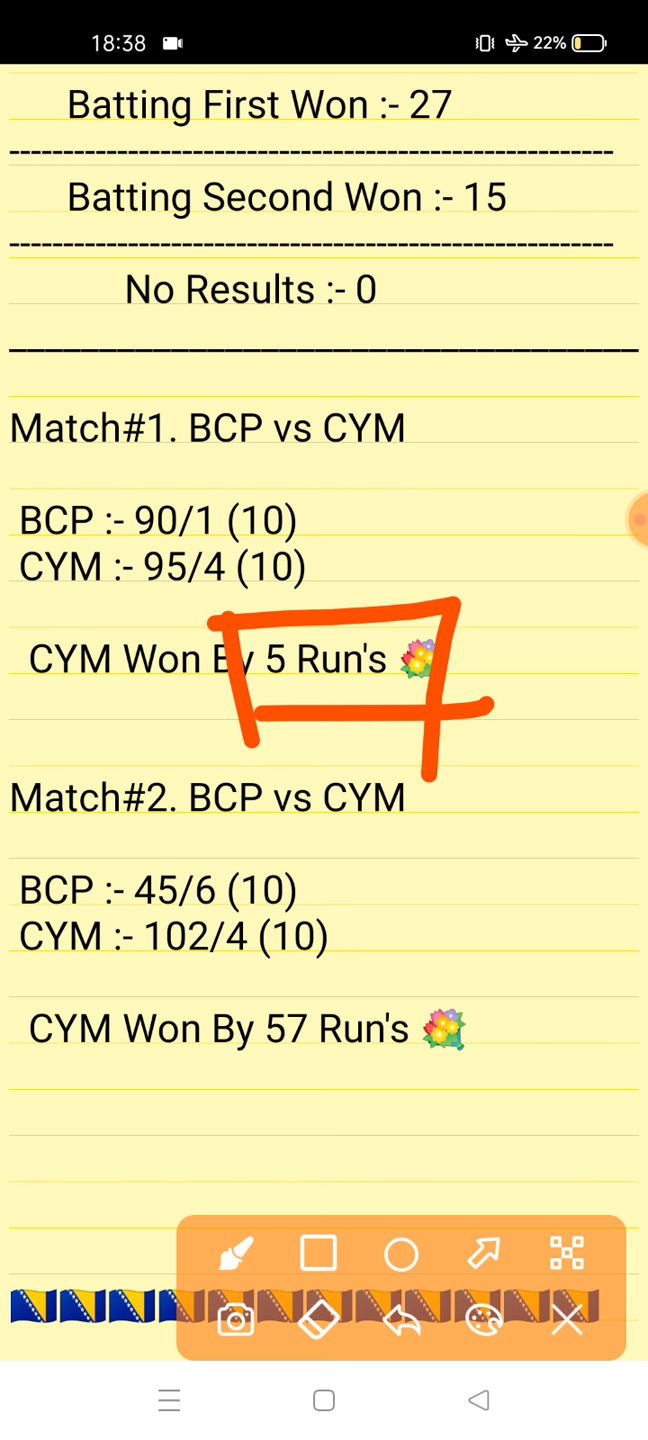 18:38 22%
Batting First Won :- 27
--------------------------------------------------------
Batting Second Won :- 15
--------------------------------------------------------
No Results :- 0
____________________________________
Match#1. BCP vs CYM
BCP :- 90/1 (10)
CYM :- 95/4 (10)
CYM Won By 5 Run's 💐
Match#2. BCP vs CYM
BCP :- 45/6 (10)
CYM :- 102/4 (10)
CYM Won By 57 Run's 💐